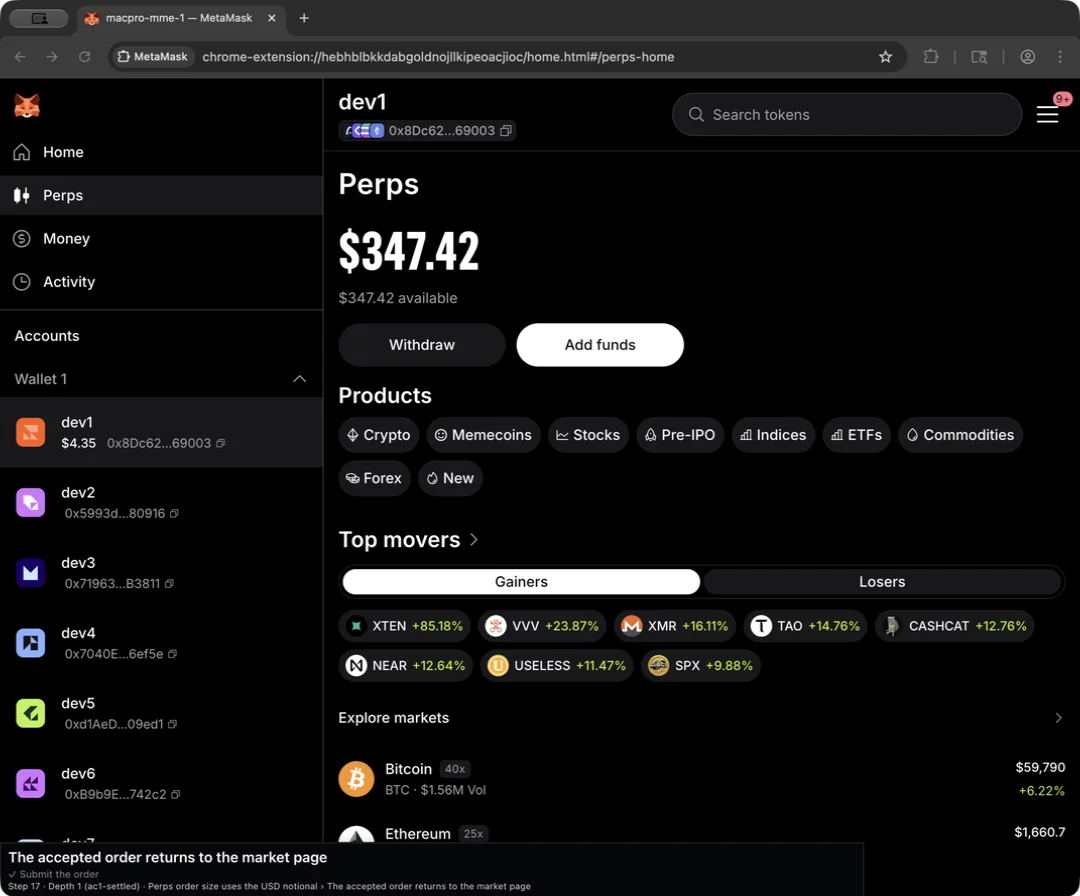 macpro-mme-1 — MetaMask
MetaMask
chrome-extension://hebhblbkkdabgoldnojllkipeoacjioc/home.html#/perps-home
Home
Perps
Money
Activity
Accounts
Wallet 1
dev1
$4.35 0x8Dc62...69003
dev2
0x5993d...80916
dev3
0x71963...B3811
dev4
0x7040E...6ef5e
dev5
0xd1AeD...09ed1
dev6
0xB9b9E...742c2
dev7
dev1
0x8Dc62...69003
Search tokens
9+
Perps
$347.42
$347.42 available
Withdraw
Add funds
Products
Crypto
Memecoins
Stocks
Pre-IPO
Indices
ETFs
Commodities
Forex
New
Top movers
Gainers
Losers
XTEN +85.18%
VVV +23.87%
XMR +16.11%
TAO +14.76%
CASHCAT +12.76%
NEAR +12.64%
USELESS +11.47%
SPX +9.88%
Explore markets
Bitcoin 40x
BTC · $1.56M Vol
$59,790
+6.22%
Ethereum 25x
$1,660.7
The accepted order returns to the market page
✓ Submit the order
Step 17 · Depth 1 (ac1-settled) · Perps order size uses the USD notional › The accepted order returns to the market page